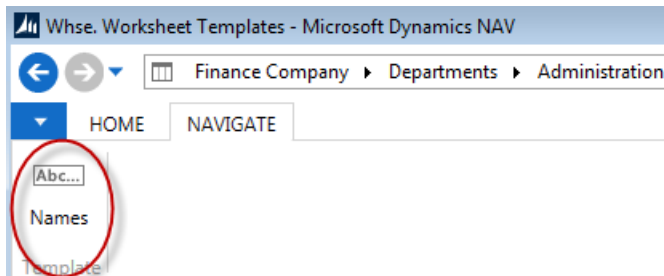 Whse. Worksheet Templates - Microsoft Dynamics NAV
Finance Company Departments Administration
HOME NAVIGATE
Abc...
Names
Template